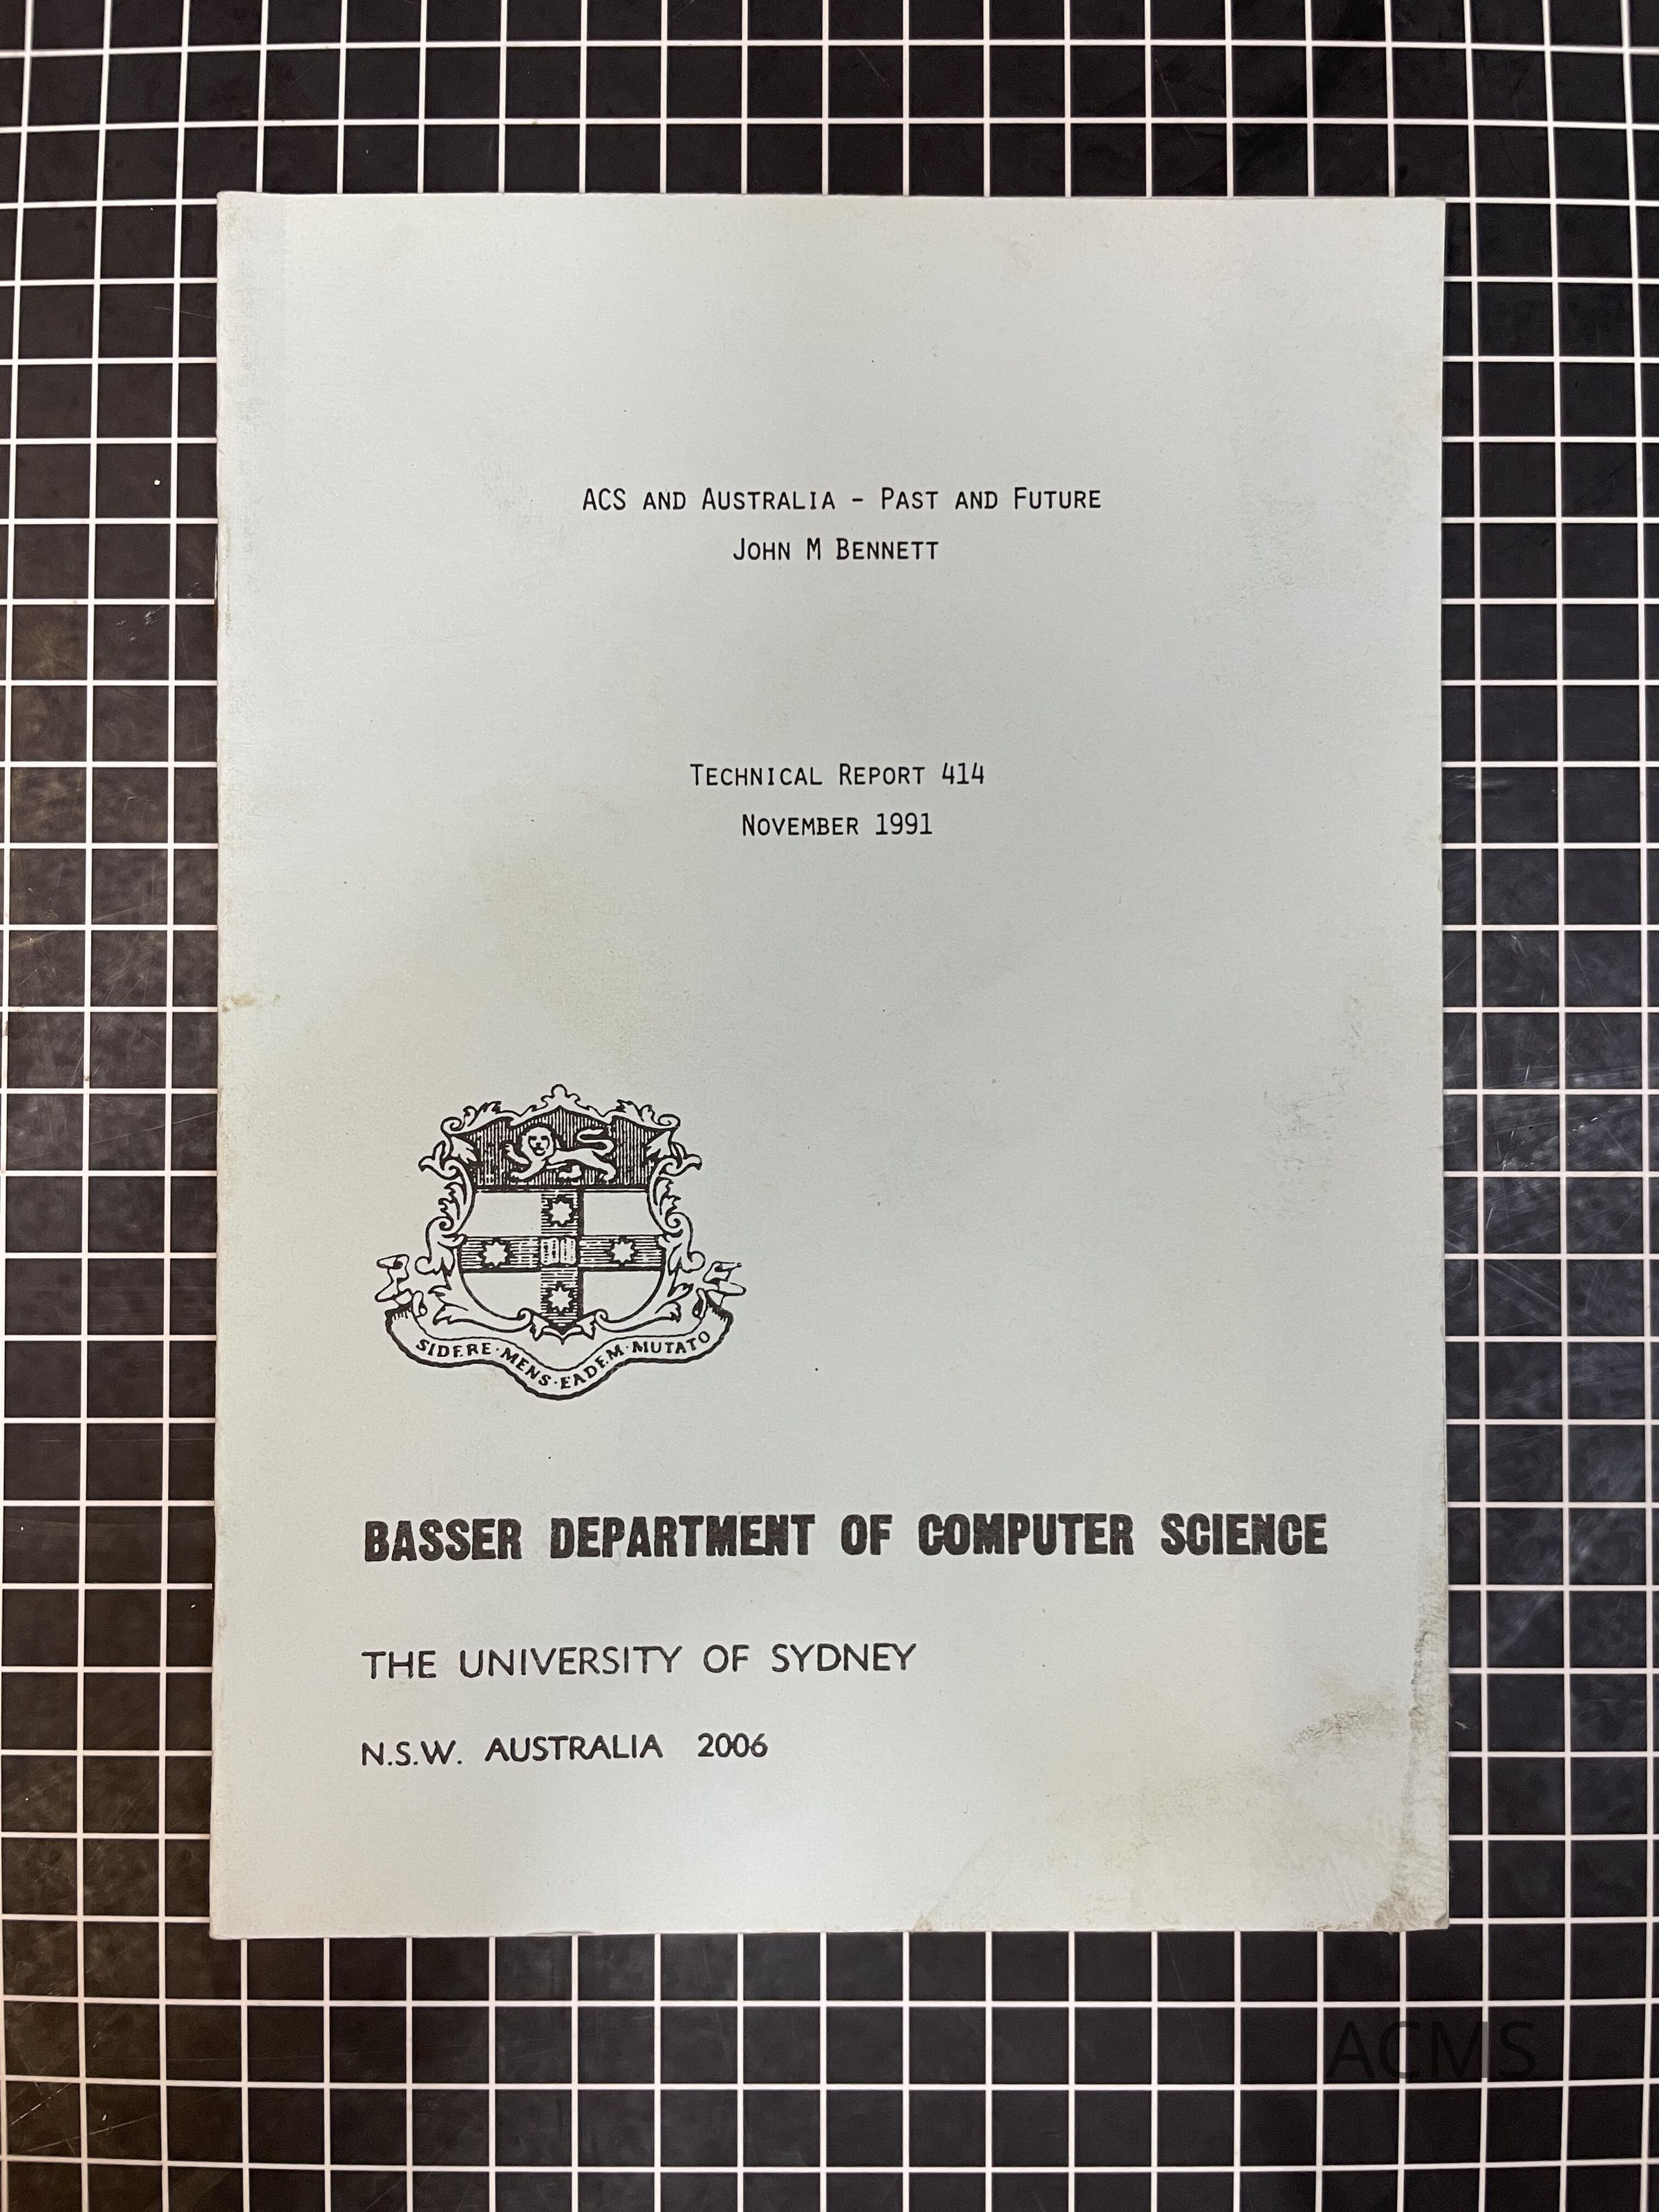 ACS AND AUSTRALIA - PAST AND FUTURE
JOHN M BENNETT
TECHNICAL REPORT 414
NOVEMBER 1991
SIDERE·MENS·EADEM·MUTATO
BASSER DEPARTMENT OF COMPUTER SCIENCE
THE UNIVERSITY OF SYDNEY
N.S.W. AUSTRALIA 2006
ACMS